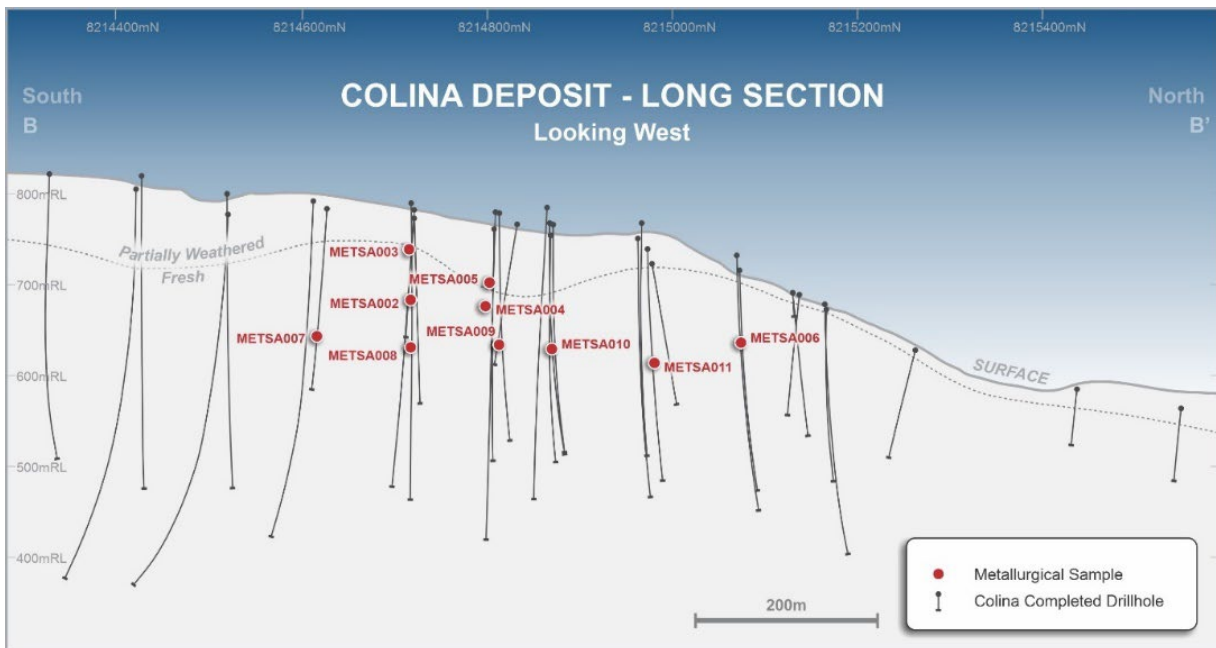 8214400mN 8214600mN 8214800mN 8215000mN 8215200mN 8215400mN
South
B
COLINA DEPOSIT - LONG SECTION
Looking West
North
B'
800mRL
700mRL
600mRL
500mRL
400mRL
Partially Weathered
Fresh
METSA003
METSA005
METSA002
METSA004
METSA007
METSA009
METSA008
METSA010
METSA011
METSA006
SURFACE
200m
Metallurgical Sample
Colina Completed Drillhole